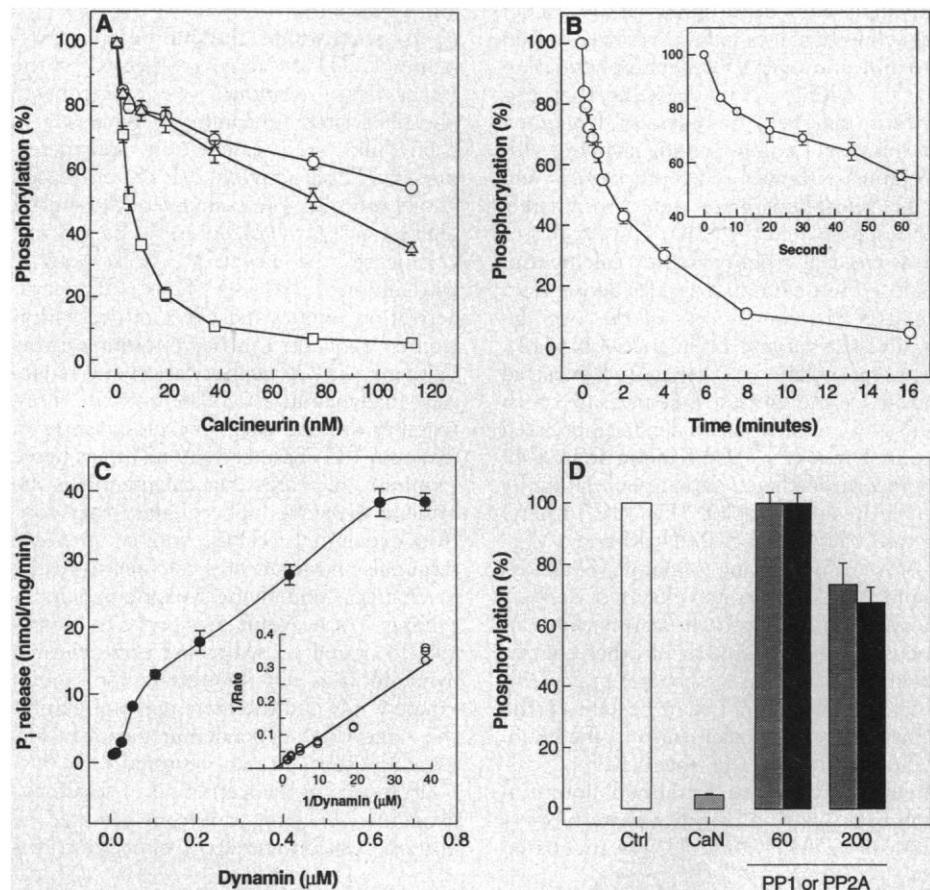 A
Phosphorylation (%)
100
80
60
40
20
0
0 20 40 60 80 100 120
Calcineurin (nM)
B
Phosphorylation (%)
100
80
60
40
20
0
0 2 4 6 8 10 12 14 16
Time (minutes)
Phosphorylation (%)
100
80
60
40
0 10 20 30 40 50 60
Second
C
Pi release (nmol/mg/min)
40
30
20
10
0
0.0 0.2 0.4 0.6 0.8
Dynamin (µM)
1/Rate
0.4
0.3
0.2
0.1
0 10 20 30 40
1/Dynamin (µM)
D
Phosphorylation (%)
100
80
60
40
20
0
Ctrl CaN 60 200
PP1 or PP2A